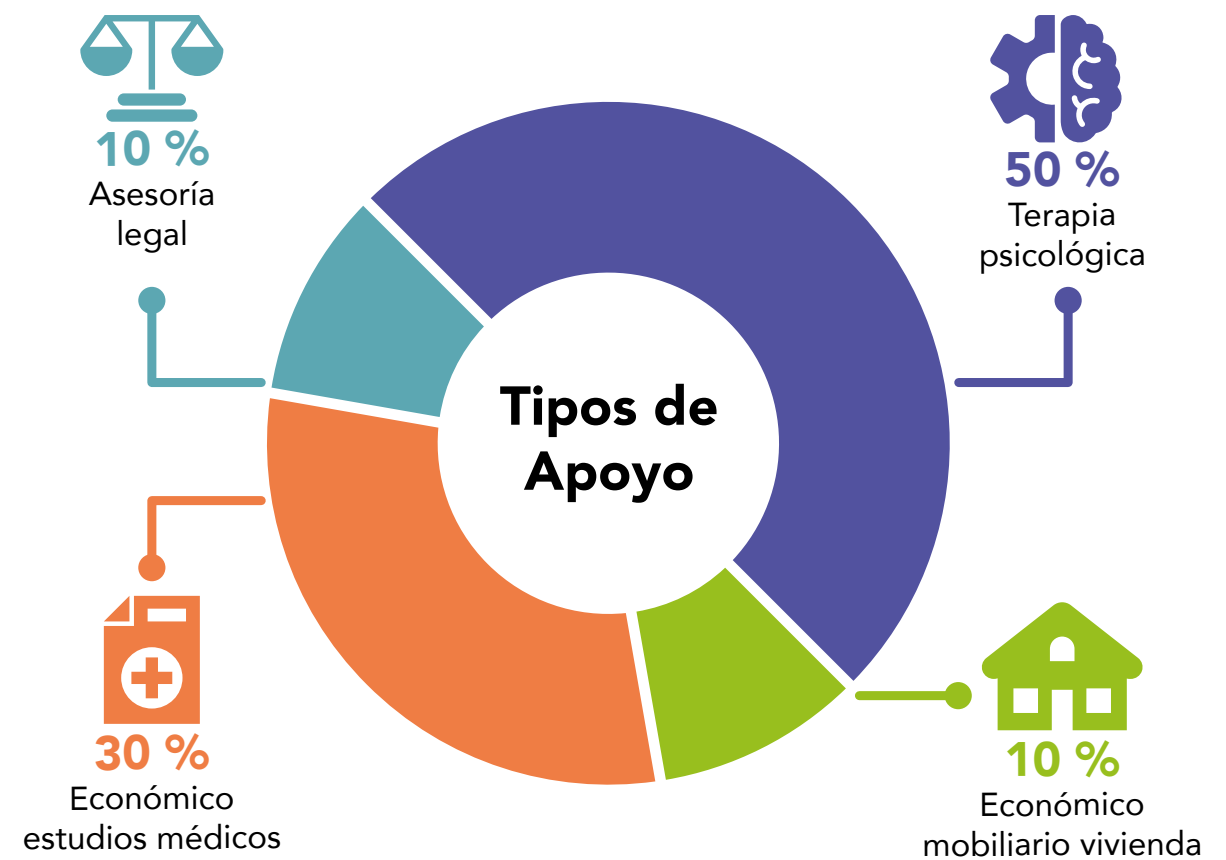 10 %
Asesoría
legal
50 %
Terapia
psicológica
Tipos de
Apoyo
30 %
Económico
estudios médicos
10 %
Económico
mobiliario vivienda